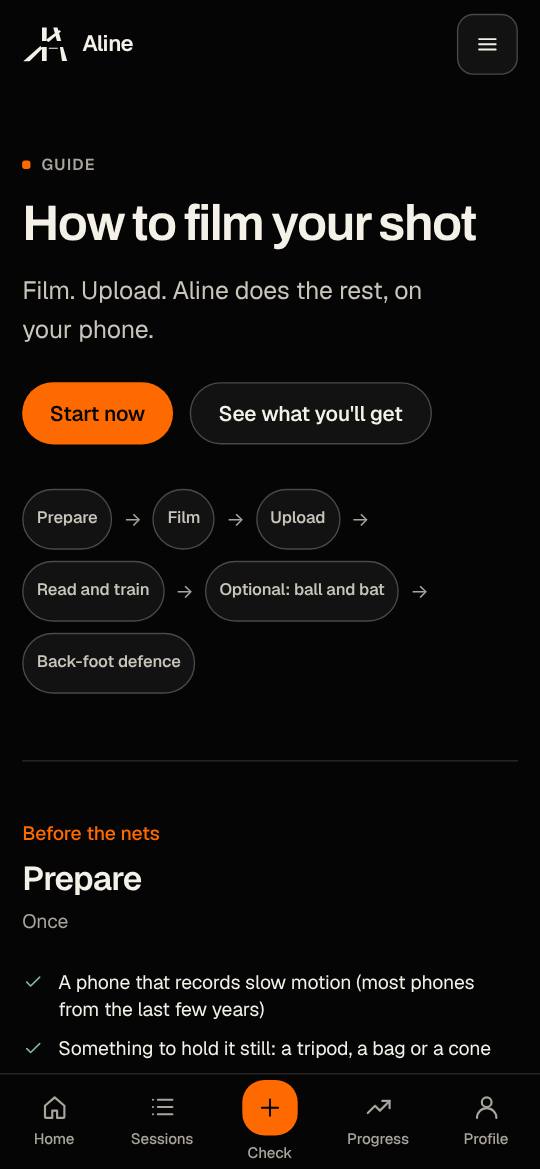 Aline
GUIDE
How to film your shot
Film. Upload. Aline does the rest, on
your phone.
Start now
See what you'll get
Prepare → Film → Upload →
Read and train → Optional: ball and bat →
Back-foot defence
Before the nets
Prepare
Once
A phone that records slow motion (most phones
from the last few years)
Something to hold it still: a tripod, a bag or a cone
Home
Sessions
Check
Progress
Profile